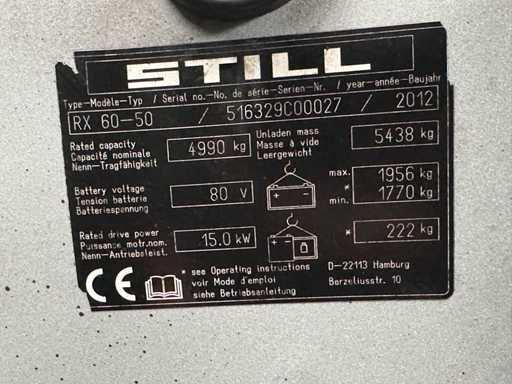 STILL
Type-Modèle-Typ / Serial no.-No. de série-Serien-Nr. / year-année-Baujahr
RX 60-50 / 516329C00027 / 2012
Rated capacity
Capacité nominale
Nenn-Tragfähigkeit
4990 kg
Unladen mass
Masse à vide
Leergewicht
5438 kg
Battery voltage
Tension batterie
Batteriespannung
80 V
max. 1956 kg
*
min. 1770 kg
Rated drive power
Puissance motr.nom.
Nenn-Antriebsleist.
15.0 kW
* 222 kg
CE
* see Operating instructions
voir Mode d'emploi
siehe Betriebsanleitung
D-22113 Hamburg
Berzeliusstr. 10